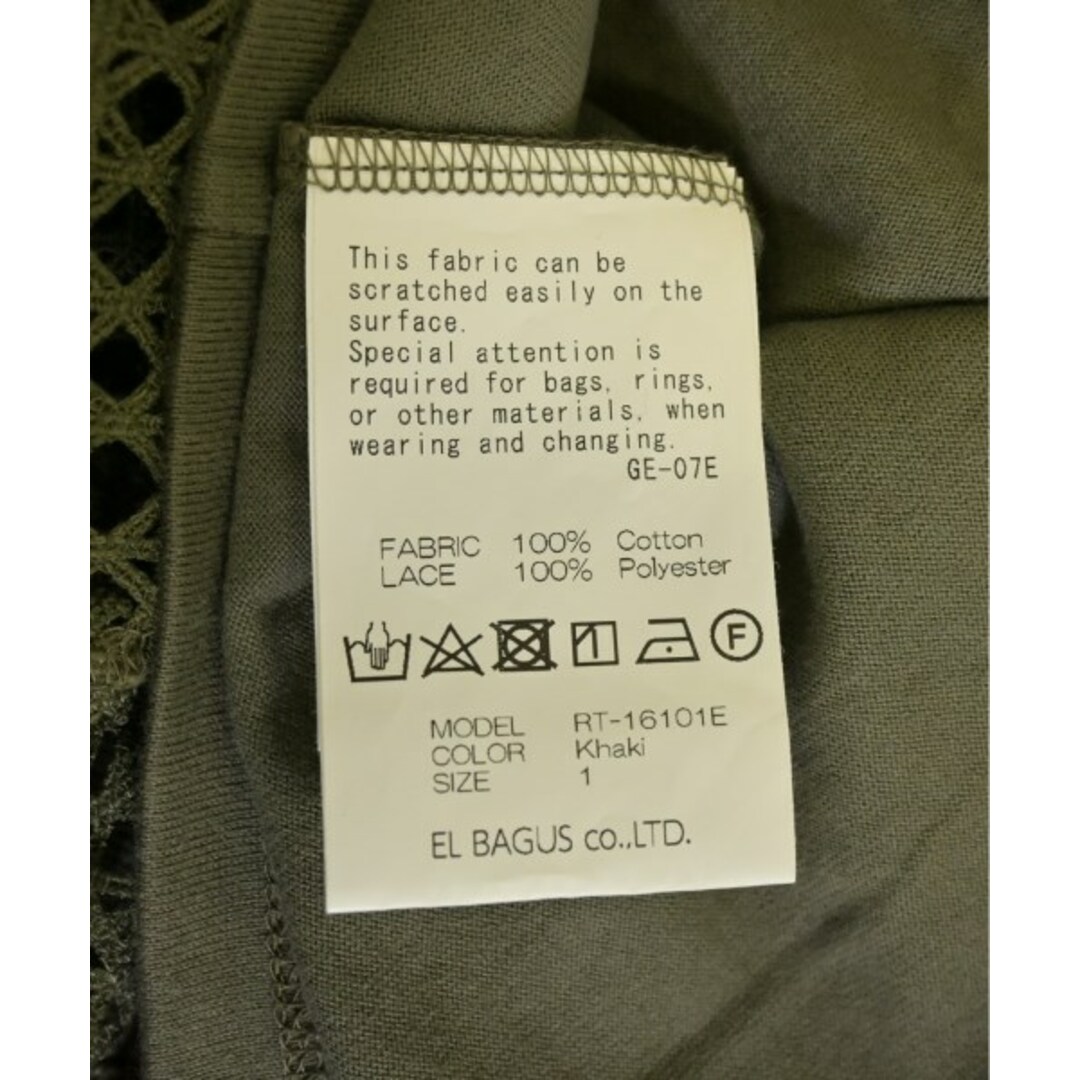 This fabric can be
scratched easily on the
surface.
Special attention is
required for bags, rings,
or other materials, when
wearing and changing.
GE-07E
FABRIC 100% Cotton
LACE 100% Polyester
F
MODEL RT-16101E
COLOR Khaki
SIZE 1
EL BAGUS co.,LTD.